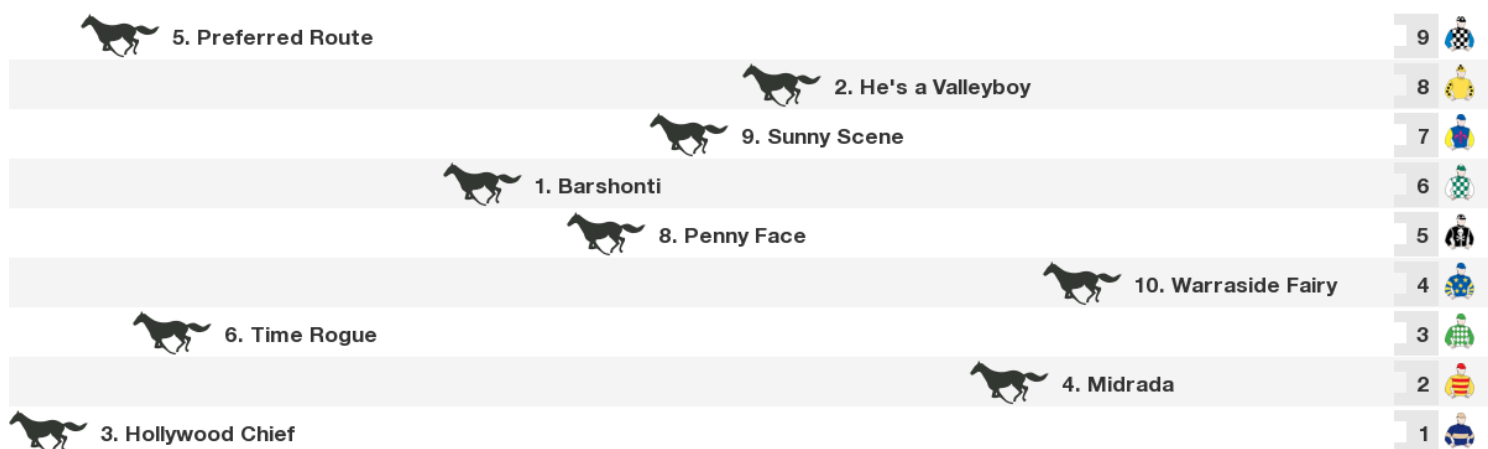 5. Preferred Route 9
2. He's a Valleyboy 8
9. Sunny Scene 7
1. Barshonti 6
8. Penny Face 5
10. Warraside Fairy 4
6. Time Rogue 3
4. Midrada 2
3. Hollywood Chief 1